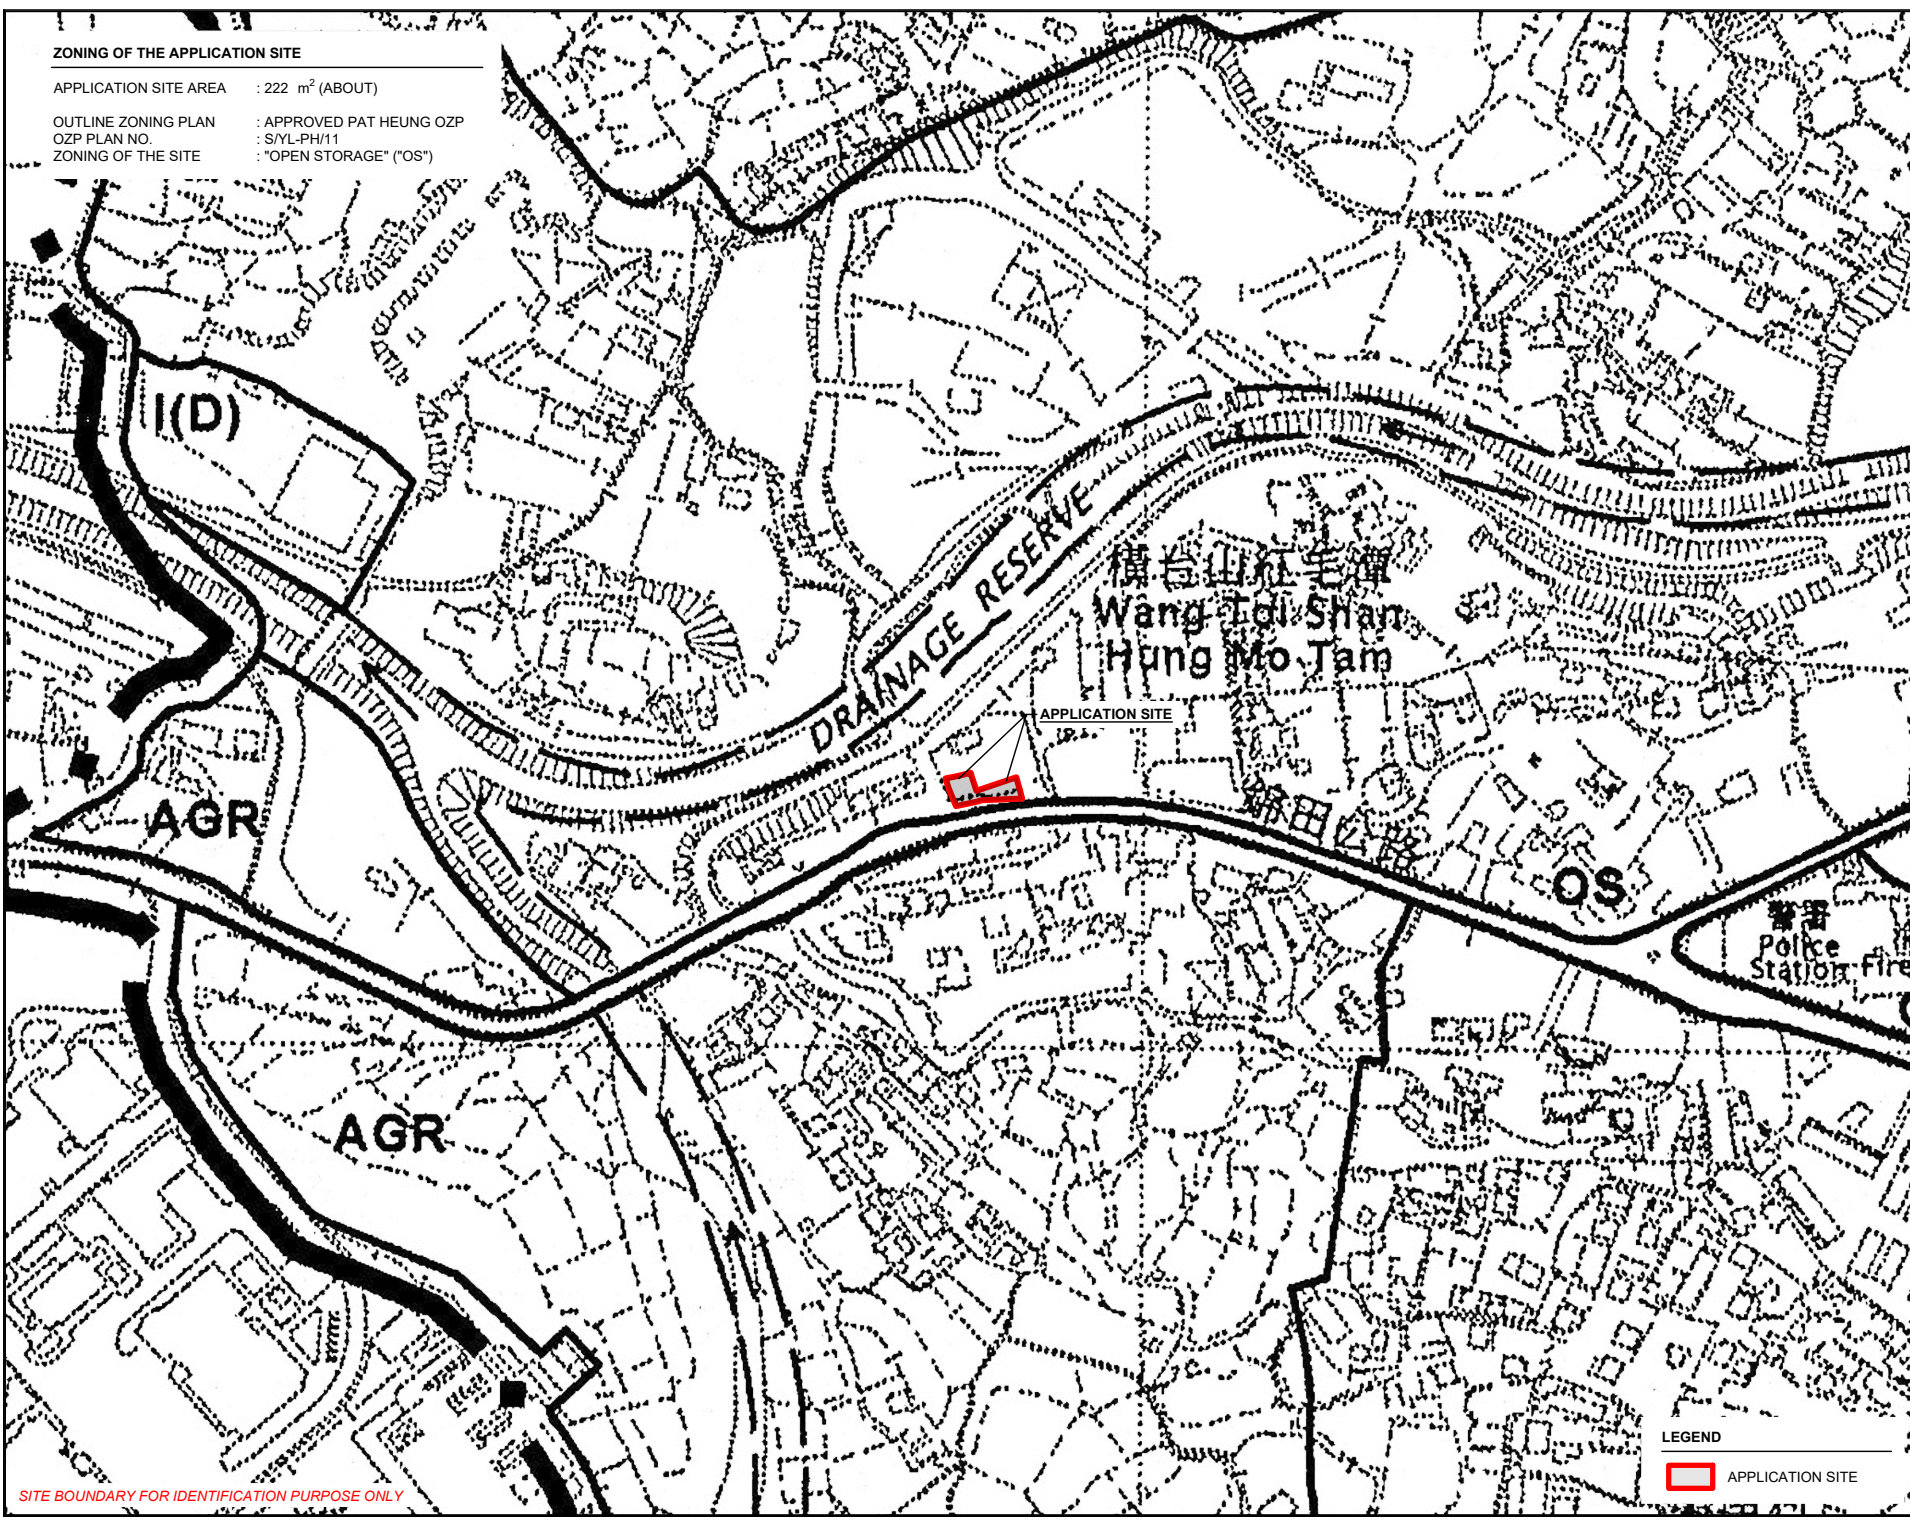 ZONING OF THE APPLICATION SITE
APPLICATION SITE AREA : 222 m² (ABOUT)
OUTLINE ZONING PLAN : APPROVED PAT HEUNG OZP
OZP PLAN NO. : S/YL-PH/11
ZONING OF THE SITE : "OPEN STORAGE" ("OS")
I(D)
DRAINAGE RESERVE
橫台山紅毛潭
Wang Tai Shan
Hung Mo Tam
APPLICATION SITE
AGR
錦田公路
OS
警署
Police
Station Fire
AGR
LEGEND
APPLICATION SITE
SITE BOUNDARY FOR IDENTIFICATION PURPOSE ONLY